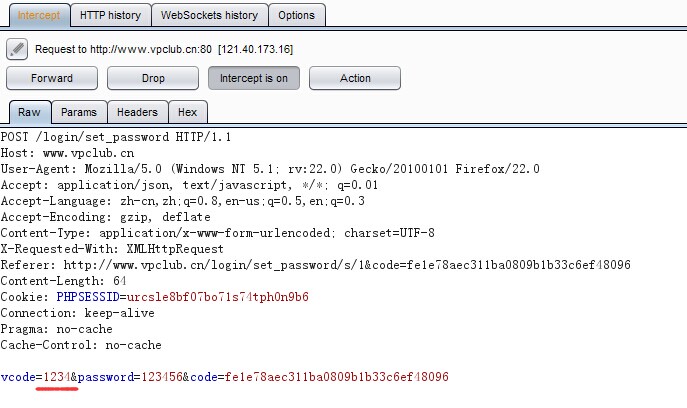 Intercept HTTP history WebSockets history Options
Request to http://www.vpclub.cn:80 [121.40.173.16]
Forward Drop Intercept is on Action
Raw Params Headers Hex
POST /login/set_password HTTP/1.1
Host: www.vpclub.cn
User-Agent: Mozilla/5.0 (Windows NT 5.1; rv:22.0) Gecko/20100101 Firefox/22.0
Accept: application/json, text/javascript, */*; q=0.01
Accept-Language: zh-cn,zh;q=0.8,en-us;q=0.5,en;q=0.3
Accept-Encoding: gzip, deflate
Content-Type: application/x-www-form-urlencoded; charset=UTF-8
X-Requested-With: XMLHttpRequest
Referer: http://www.vpclub.cn/login/set_password/s/1&code=fe1e78aec311ba0809b1b33c6ef48096
Content-Length: 64
Cookie: PHPSESSID=urcsle8bf07bo71s74tph0n9b6
Connection: keep-alive
Pragma: no-cache
Cache-Control: no-cache
vcode=1234&password=123456&code=fe1e78aec311ba0809b1b33c6ef48096